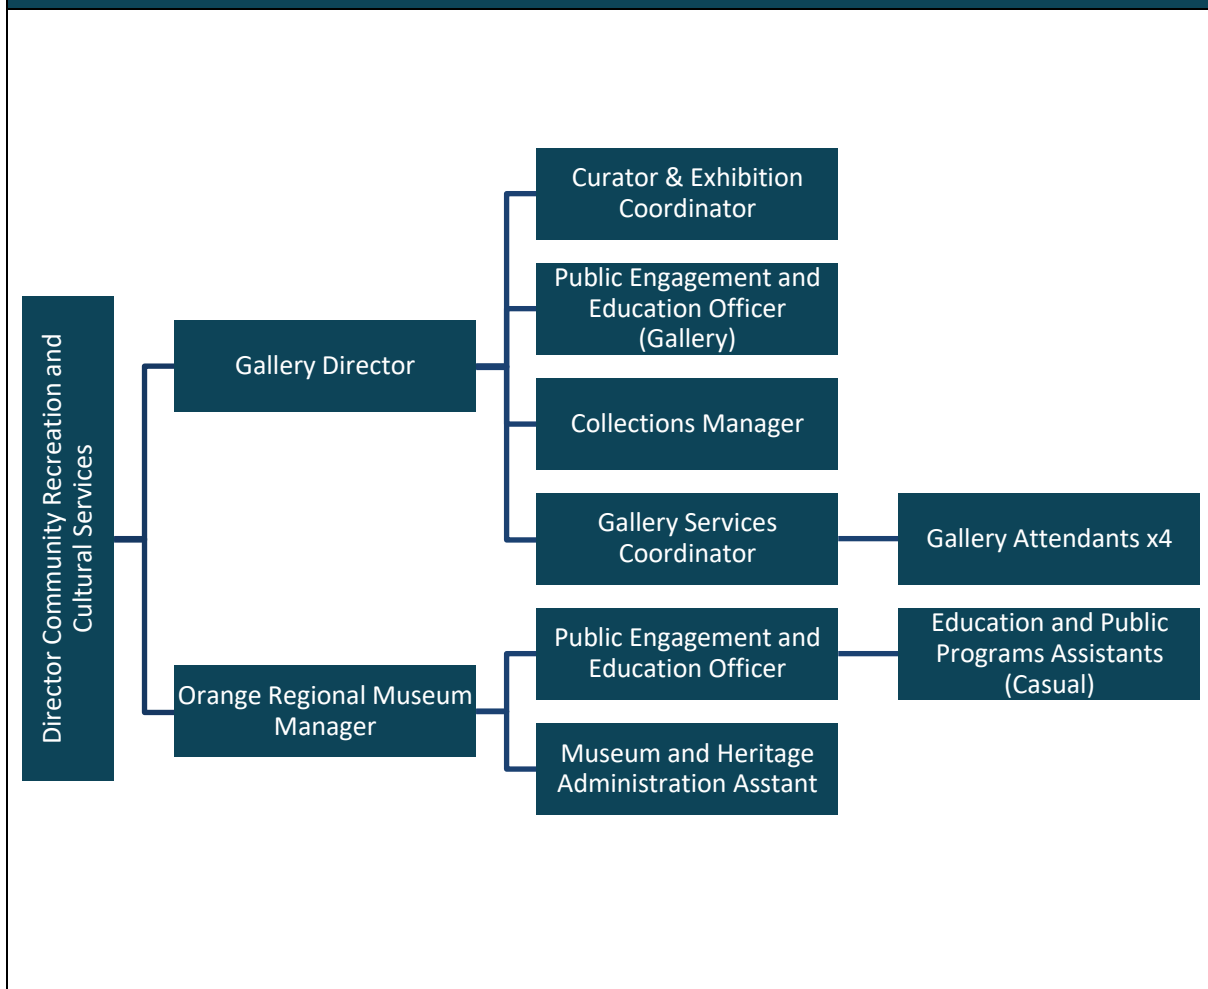 Director Community Recreation and
Cultural Services
Gallery Director
Curator & Exhibition
Coordinator
Public Engagement and
Education Officer
(Gallery)
Collections Manager
Gallery Services
Coordinator
Gallery Attendants x4
Orange Regional Museum
Manager
Public Engagement and
Education Officer
Education and Public
Programs Assistants
(Casual)
Museum and Heritage
Administration Asstant